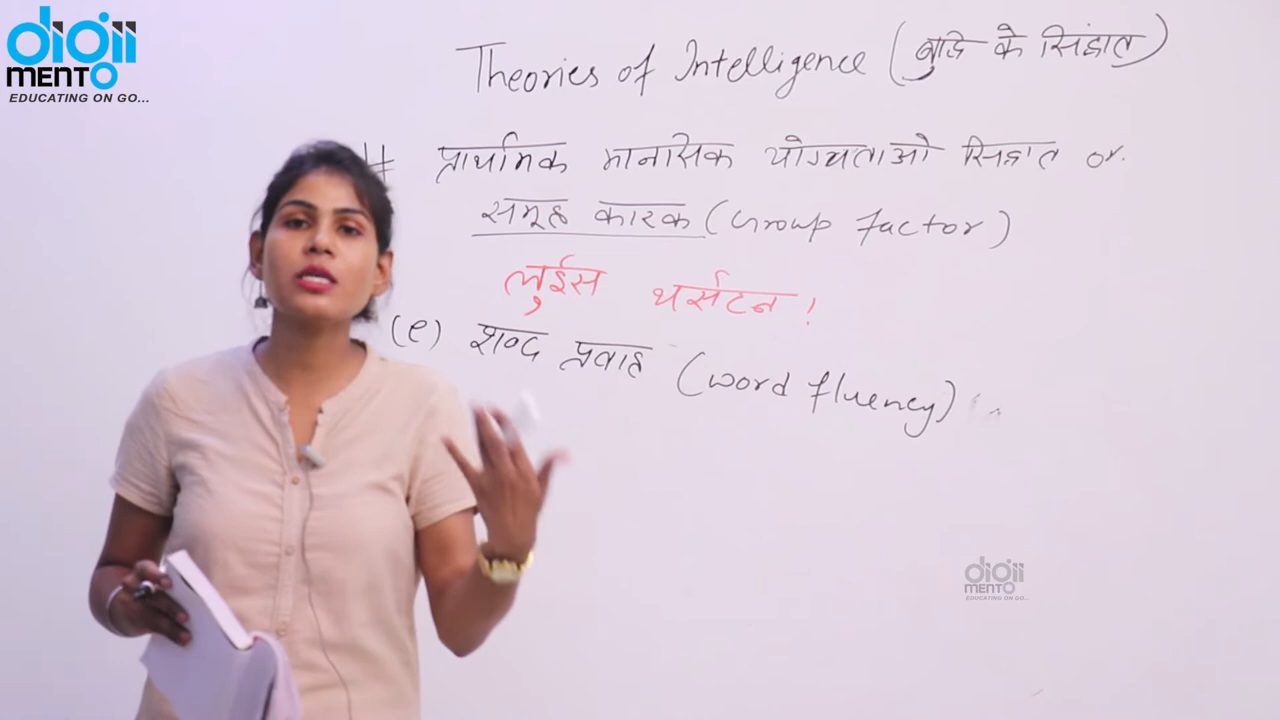 digii
MENTO
EDUCATING ON GO...
Theories of Intelligence (बुद्धि के सिद्धांत)
# प्राथमिक मानसिक योग्यताओ सिद्धांत or.
समूह कारक (Group factor)
लुईस थर्सटन!
(e) शब्द प्रवाह (word fluency)
digii
MENTO
EDUCATING ON GO...